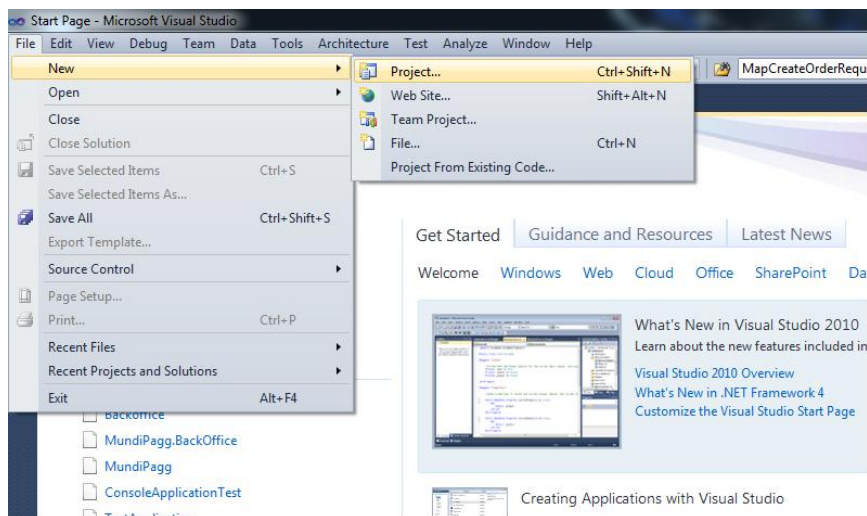 Start Page - Microsoft Visual Studio
File Edit View Debug Team Data Tools Architecture Test Analyze Window Help
New
Open
Close
Close Solution
Save Selected Items Ctrl+S
Save Selected Items As...
Save All Ctrl+Shift+S
Export Template...
Source Control
Page Setup...
Print... Ctrl+P
Recent Files
Recent Projects and Solutions
Exit Alt+F4
Project... Ctrl+Shift+N
Web Site... Shift+Alt+N
Team Project...
File... Ctrl+N
Project From Existing Code...
MapCreateOrderRequ
Get Started Guidance and Resources Latest News
Welcome Windows Web Cloud Office SharePoint Da
What's New in Visual Studio 2010
Learn about the new features included in
Visual Studio 2010 Overview
What's New in .NET Framework 4
Customize the Visual Studio Start Page
Backoffice
MundiPagg.BackOffice
MundiPagg
ConsoleApplicationTest
Creating Applications with Visual Studio